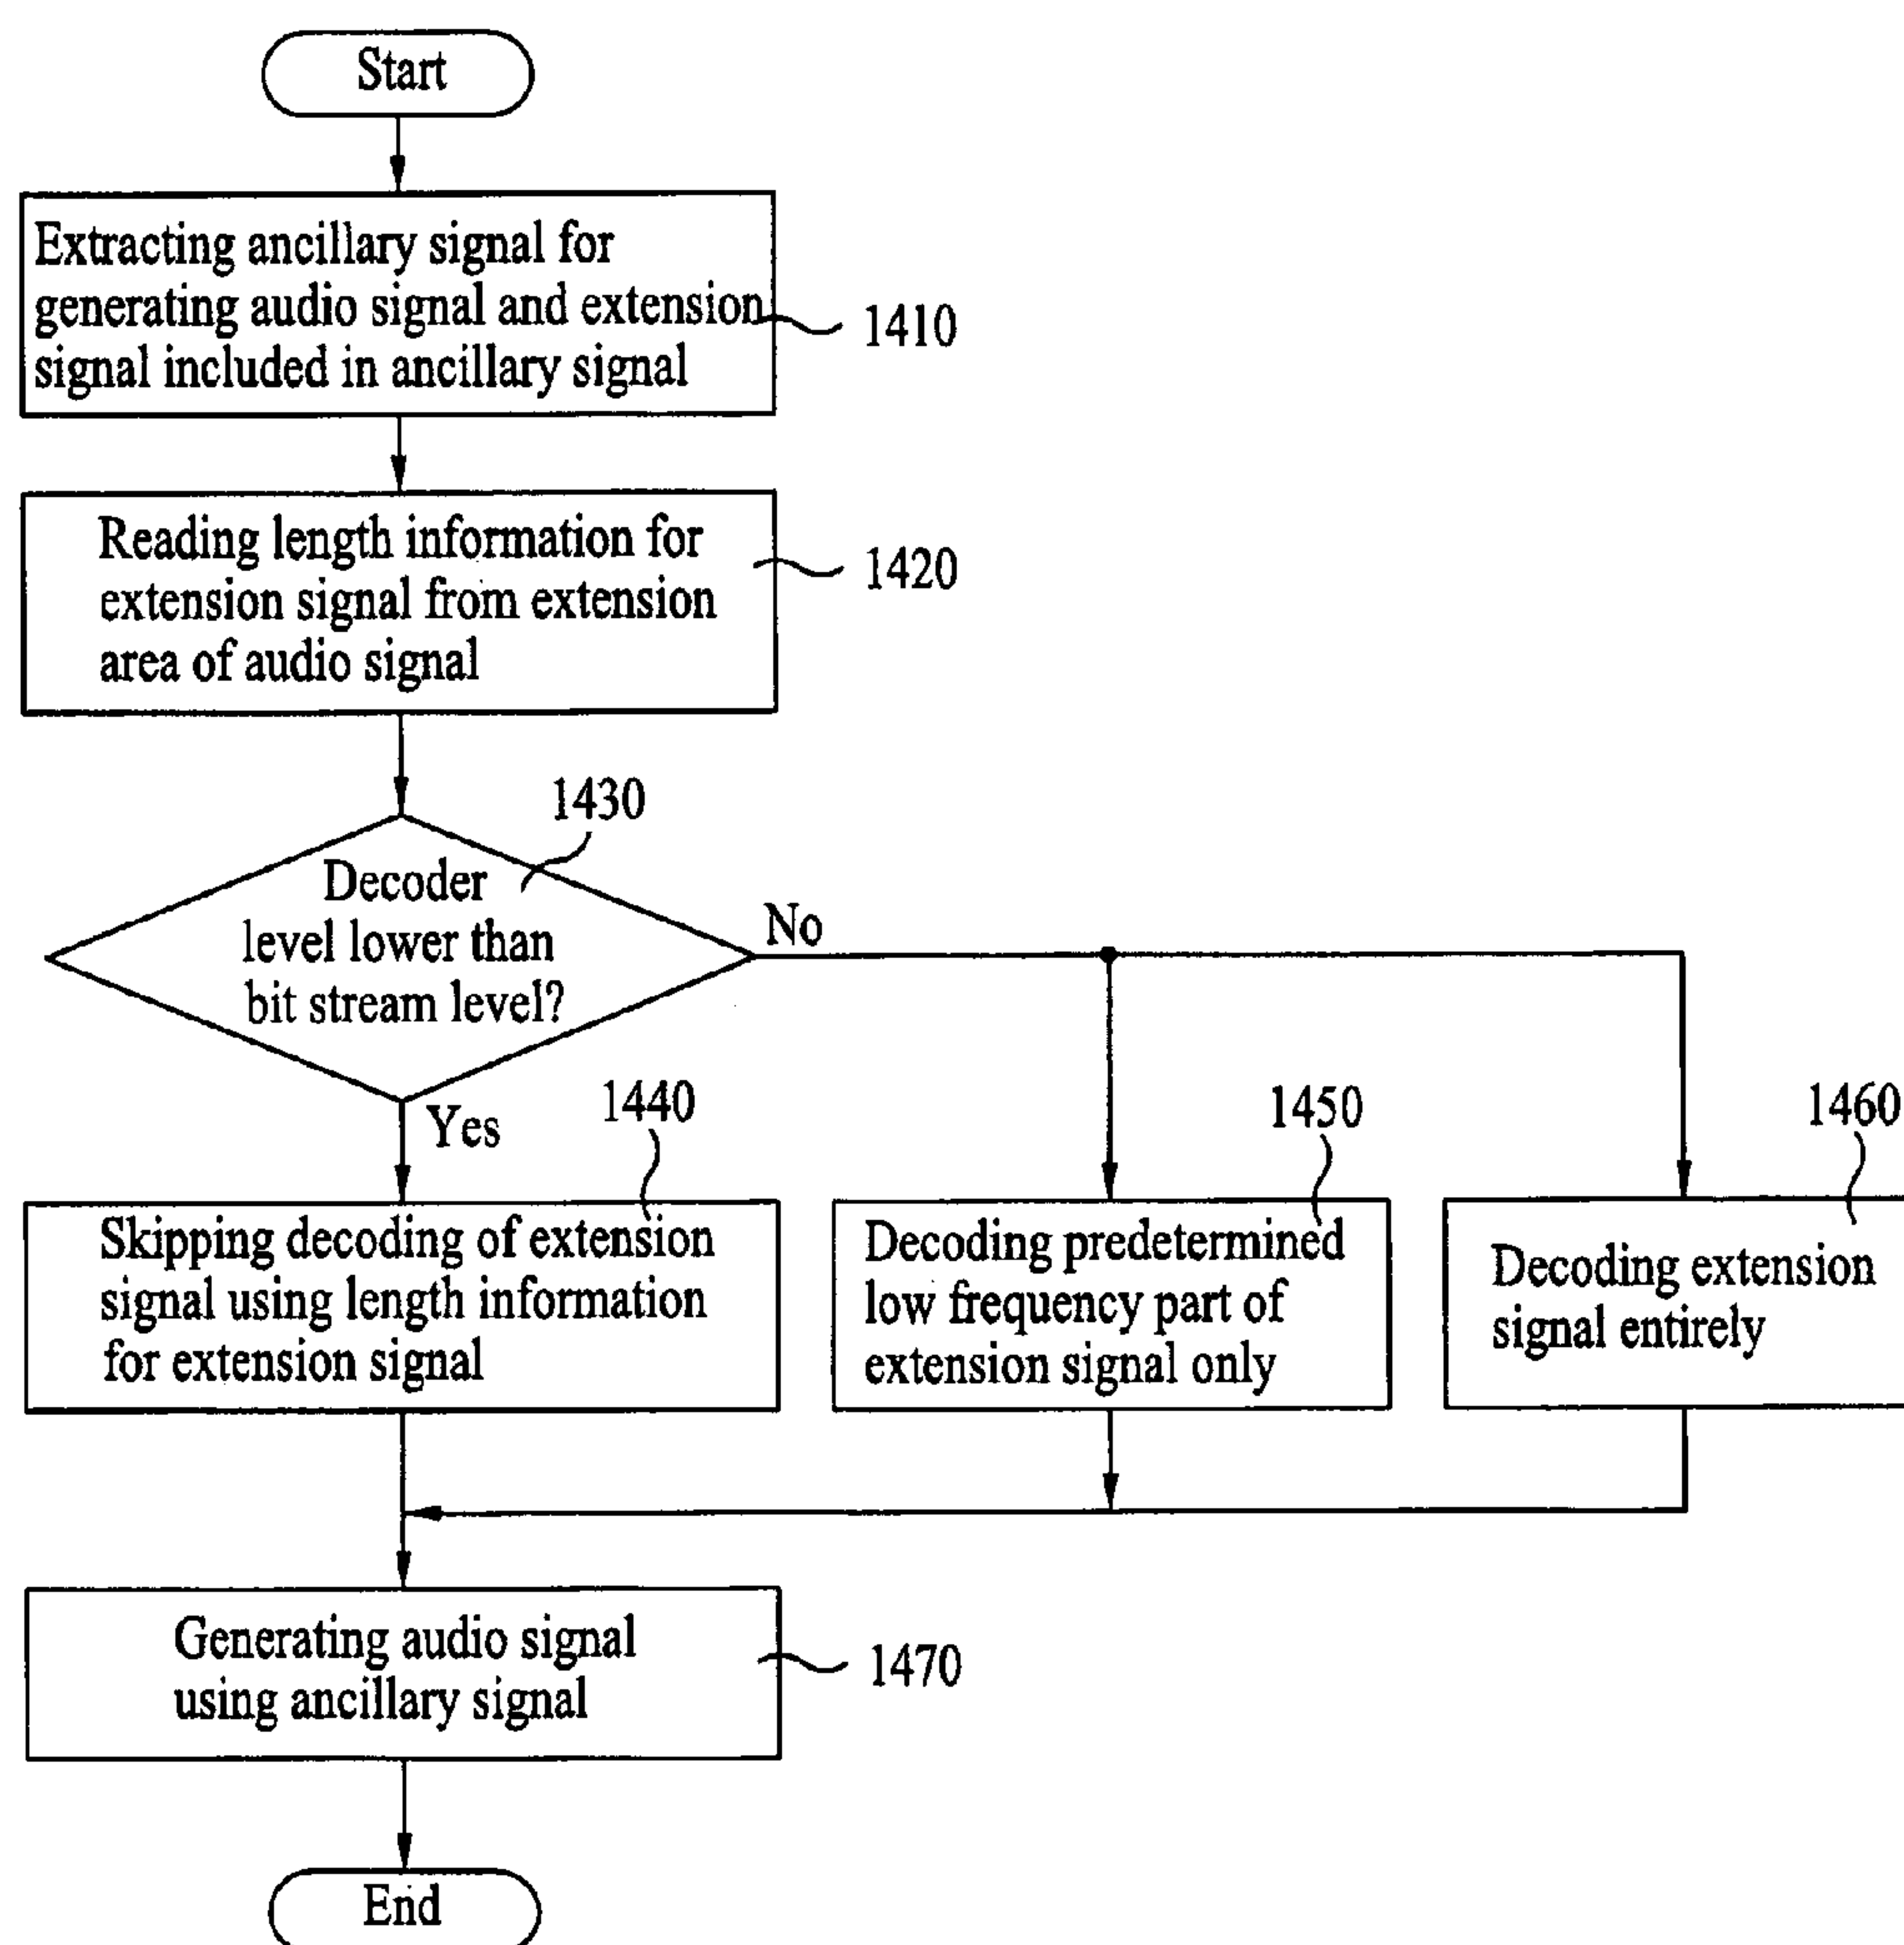 Start
Extracting ancillary signal for
generating audio signal and extension
signal included in ancillary signal
1410
Reading length information for
extension signal from extension
area of audio signal
1420
1430
Decoder
level lower than
bit stream level?
No
Yes
1440
1450
1460
Skipping decoding of extension
signal using length information
for extension signal
Decoding predetermined
low frequency part of
extension signal only
Decoding extension
signal entirely
Generating audio signal
using ancillary signal
1470
End